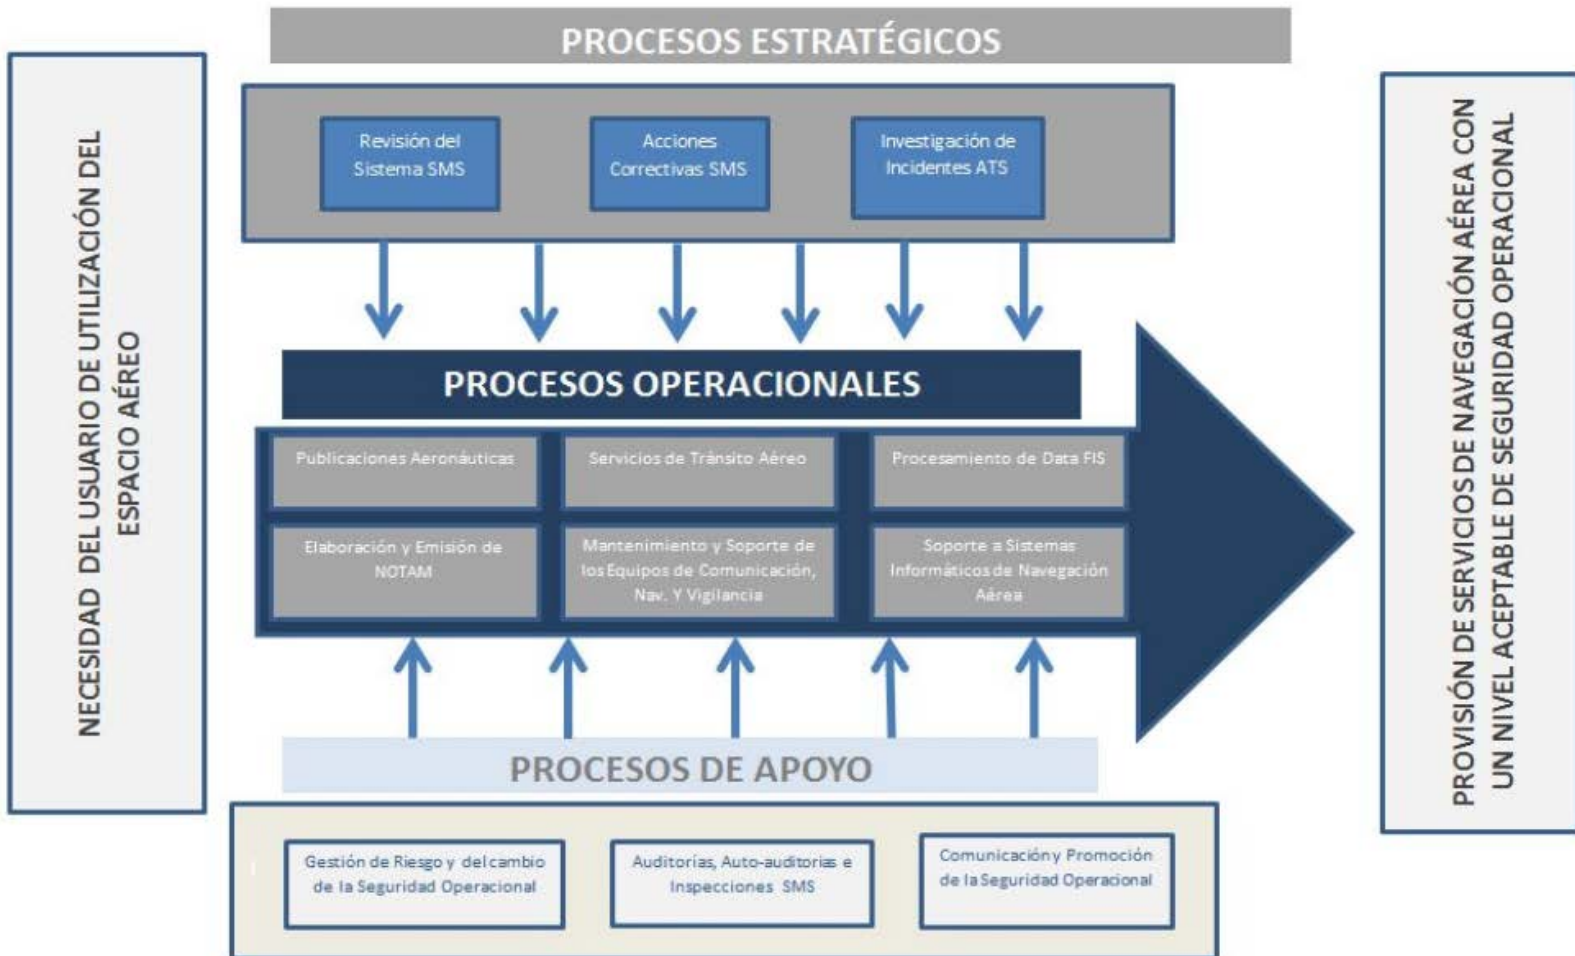 PROCESOS ESTRATÉGICOS
NECESIDAD DEL USUARIO DE UTILIZACIÓN DEL
ESPACIO AÉREO
Revisión del
Sistema SMS
Acciones
Correctivas SMS
Investigación de
Incidentes ATS
PROCESOS OPERACIONALES
Publicaciones Aeronáuticas
Servicios de Tránsito Aéreo
Procesamiento de Data FIS
Elaboración y Emisión de
NOTAM
Mantenimiento y Soporte de
los Equipos de Comunicación,
Nav. Y Vigilancia
Soporte a Sistemas
Informáticos de Navegación
Aérea
PROCESOS DE APOYO
Gestión de Riesgo y del cambio
de la Seguridad Operacional
Auditorías, Auto-auditorias e
Inspecciones SMS
Comunicación y Promoción
de la Seguridad Operacional
PROVISIÓN DE SERVICIOS DE NAVEGACIÓN AÉREA CON
UN NIVEL ACEPTABLE DE SEGURIDAD OPERACIONAL